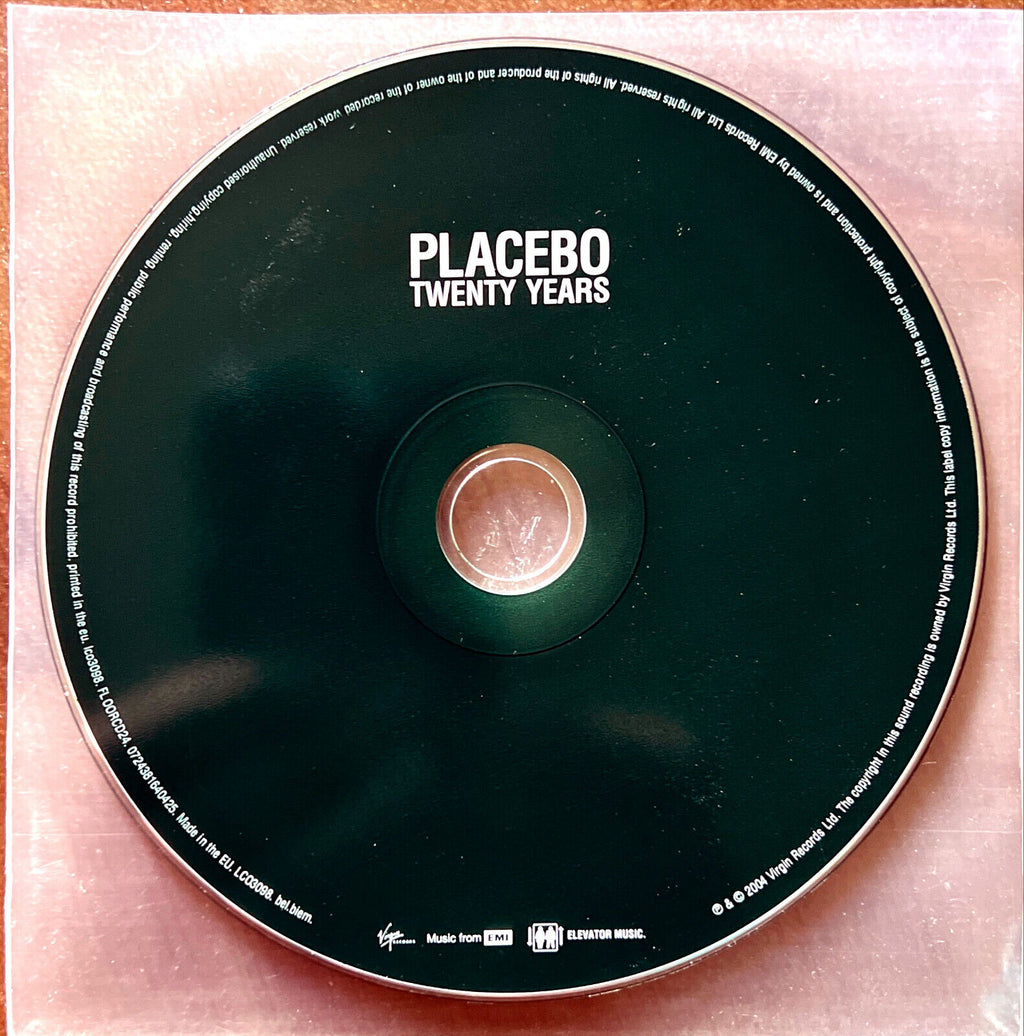 PLACEBO
TWENTY YEARS
℗ & © 2004 Virgin Records Ltd. The copyright in this sound recording is owned by Virgin Records Ltd. This label copy information is the subject of copyright protection and is owned by EMI Records Ltd. All rights reserved. All rights of the producer and of the owner of the recorded work reserved. Unauthorised copying,hiring, renting, public performance and broadcasting of this record prohibited. printed in the eu. lco3098. FLOORCD24. 0724381640425. Made in the EU. LC03098. bel.biem.
Virgin RECORDS
Music from EMI
ELEVATOR MUSIC.